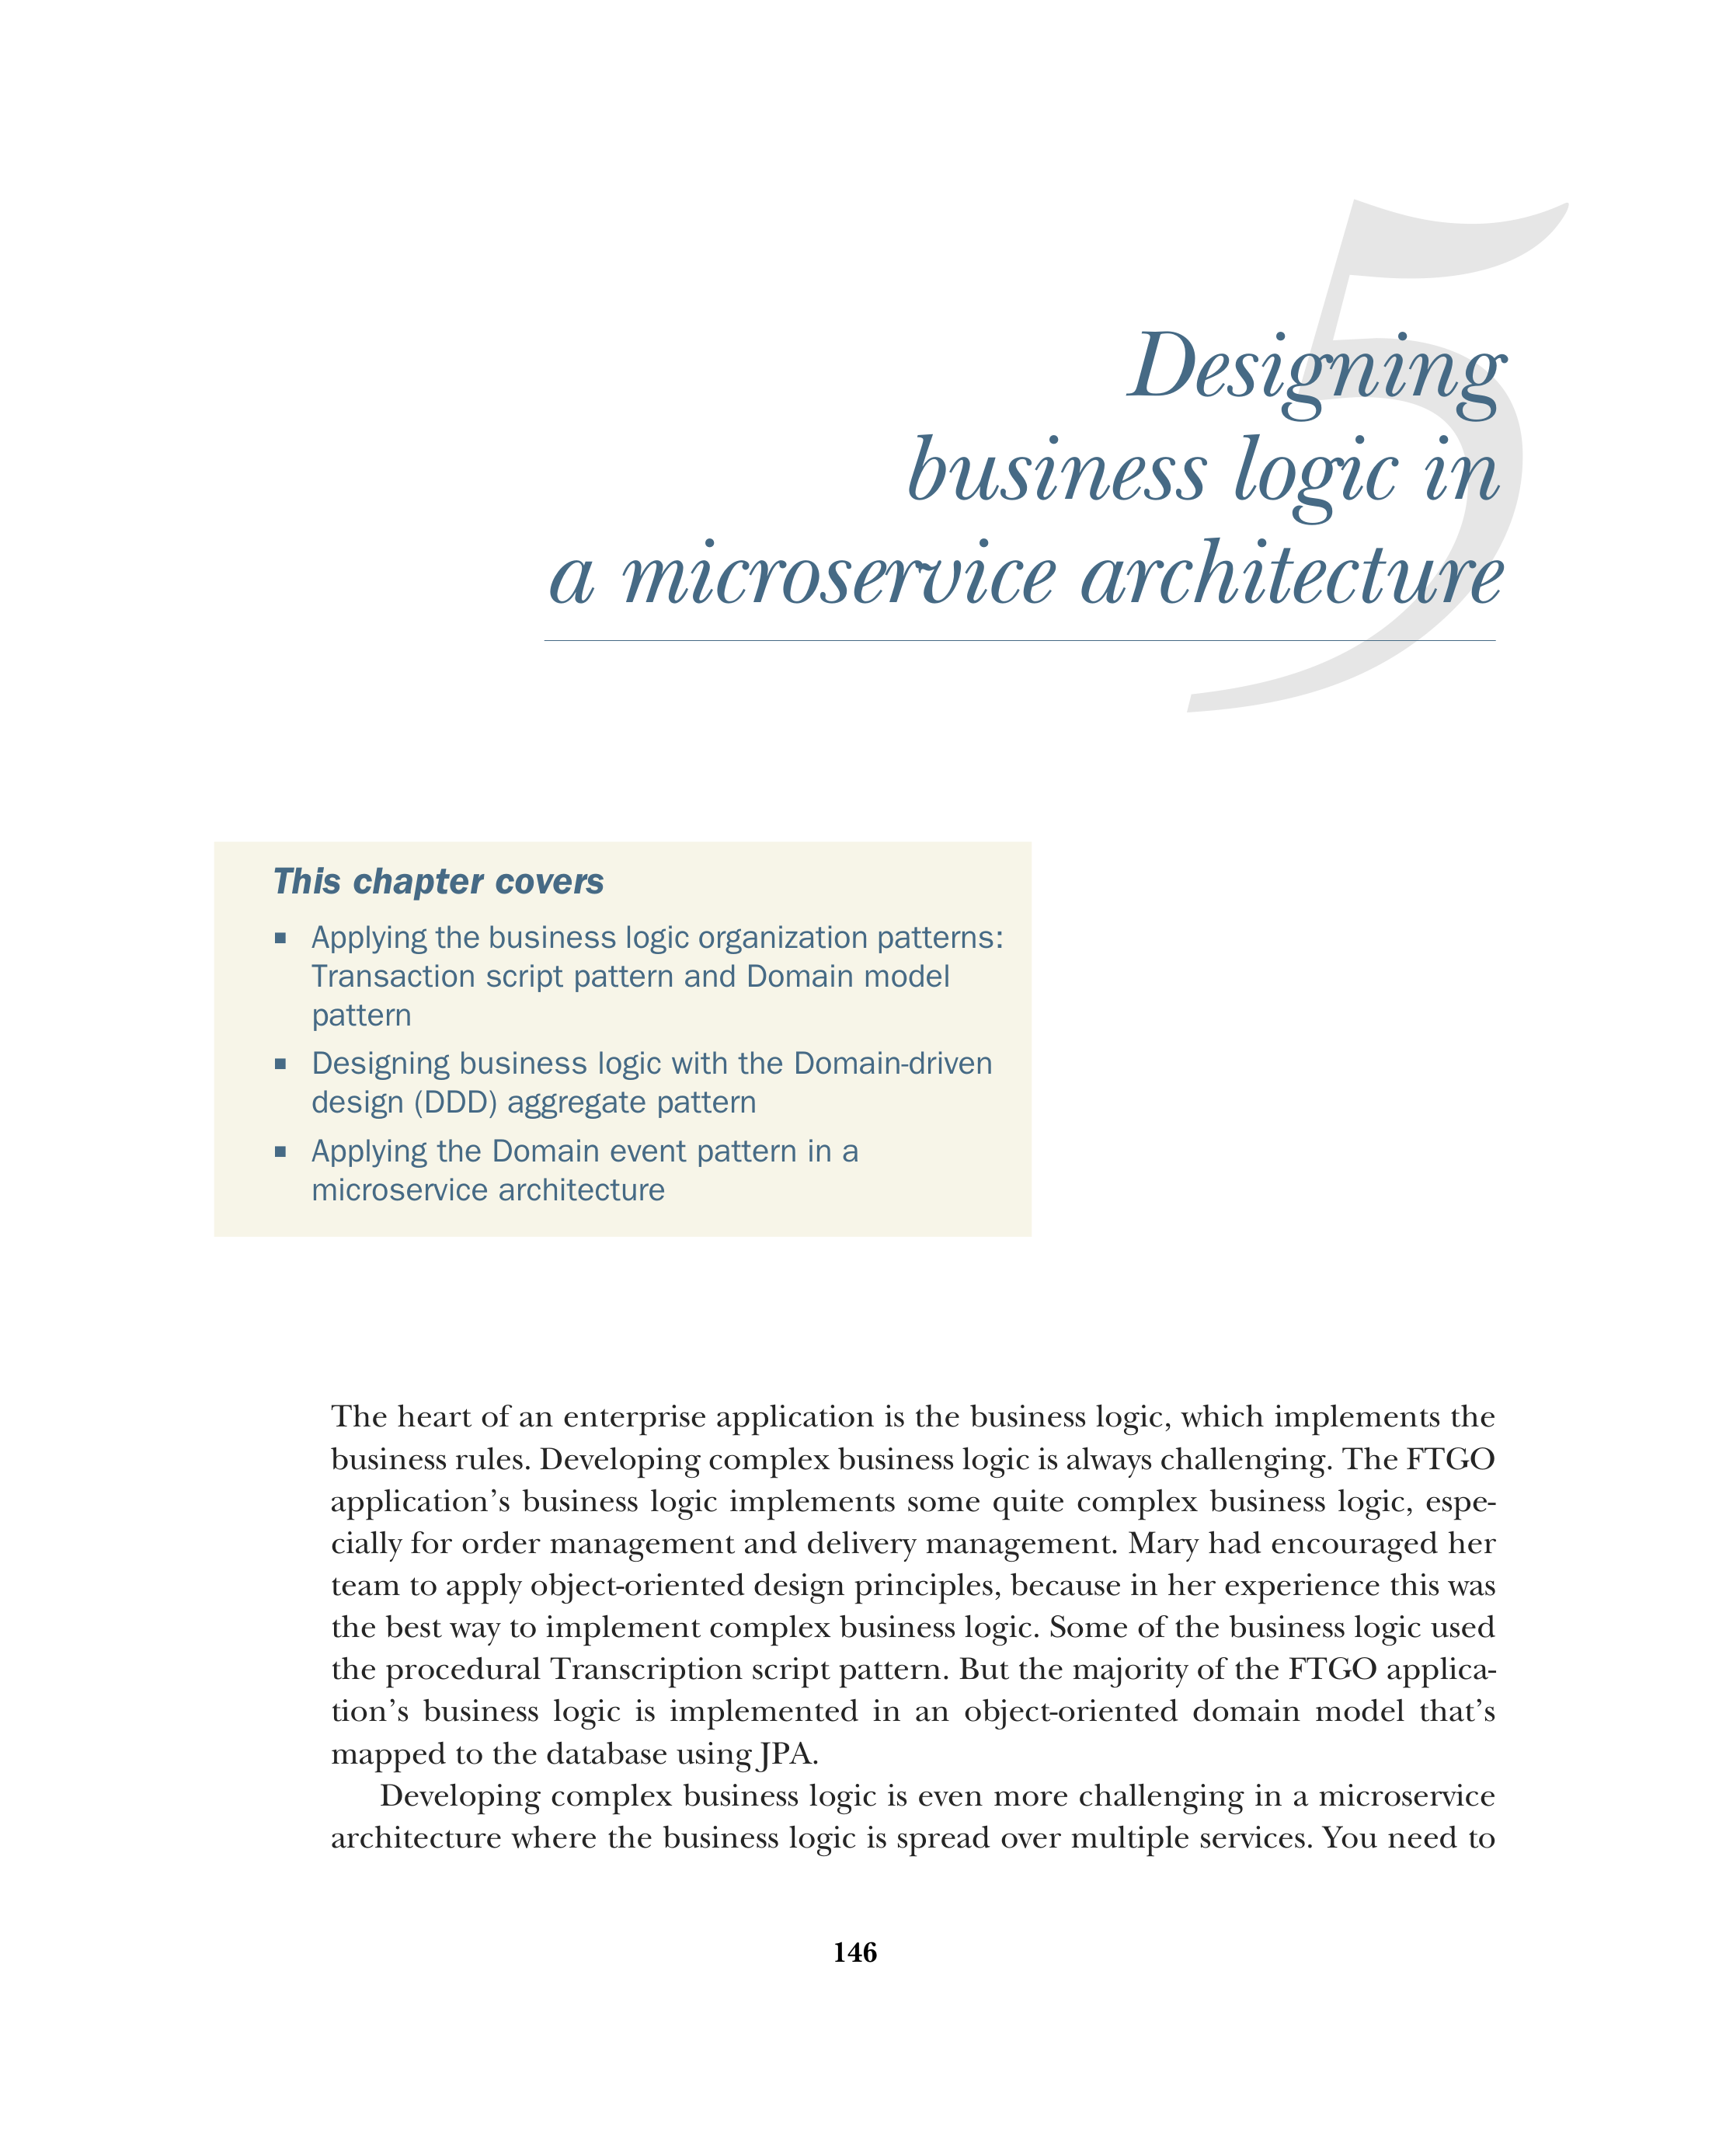 5
Designing
business logic in
a microservice architecture
This chapter covers
▪ Applying the business logic organization patterns:
Transaction script pattern and Domain model
pattern
▪ Designing business logic with the Domain-driven
design (DDD) aggregate pattern
▪ Applying the Domain event pattern in a
microservice architecture
The heart of an enterprise application is the business logic, which implements the
business rules. Developing complex business logic is always challenging. The FTGO
application’s business logic implements some quite complex business logic, espe-
cially for order management and delivery management. Mary had encouraged her
team to apply object-oriented design principles, because in her experience this was
the best way to implement complex business logic. Some of the business logic used
the procedural Transcription script pattern. But the majority of the FTGO applica-
tion’s business logic is implemented in an object-oriented domain model that’s
mapped to the database using JPA.
Developing complex business logic is even more challenging in a microservice
architecture where the business logic is spread over multiple services. You need to
146